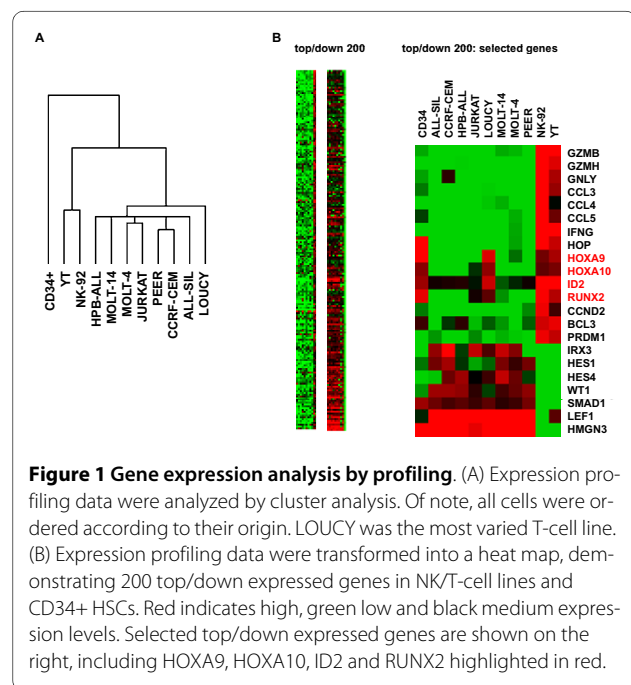 A
B
top/down 200
top/down 200: selected genes
CD34
ALL-SIL
CCRF-CEM
HPB-ALL
JURKAT
LOUCY
MOLT-14
MOLT-4
PEER
NK-92
YT
GZMB
GZMH
GNLY
CCL3
CCL4
CCL5
IFNG
HOP
HOXA9
HOXA10
ID2
RUNX2
CCND2
BCL3
PRDM1
IRX3
HES1
HES4
WT1
SMAD1
LEF1
HMGN3
CD34+
YT
NK-92
HPB-ALL
MOLT-14
MOLT-4
JURKAT
PEER
CCRF-CEM
ALL-SIL
LOUCY
Figure 1 Gene expression analysis by profiling. (A) Expression pro-
filing data were analyzed by cluster analysis. Of note, all cells were or-
dered according to their origin. LOUCY was the most varied T-cell line.
(B) Expression profiling data were transformed into a heat map, dem-
onstrating 200 top/down expressed genes in NK/T-cell lines and
CD34+ HSCs. Red indicates high, green low and black medium expres-
sion levels. Selected top/down expressed genes are shown on the
right, including HOXA9, HOXA10, ID2 and RUNX2 highlighted in red.